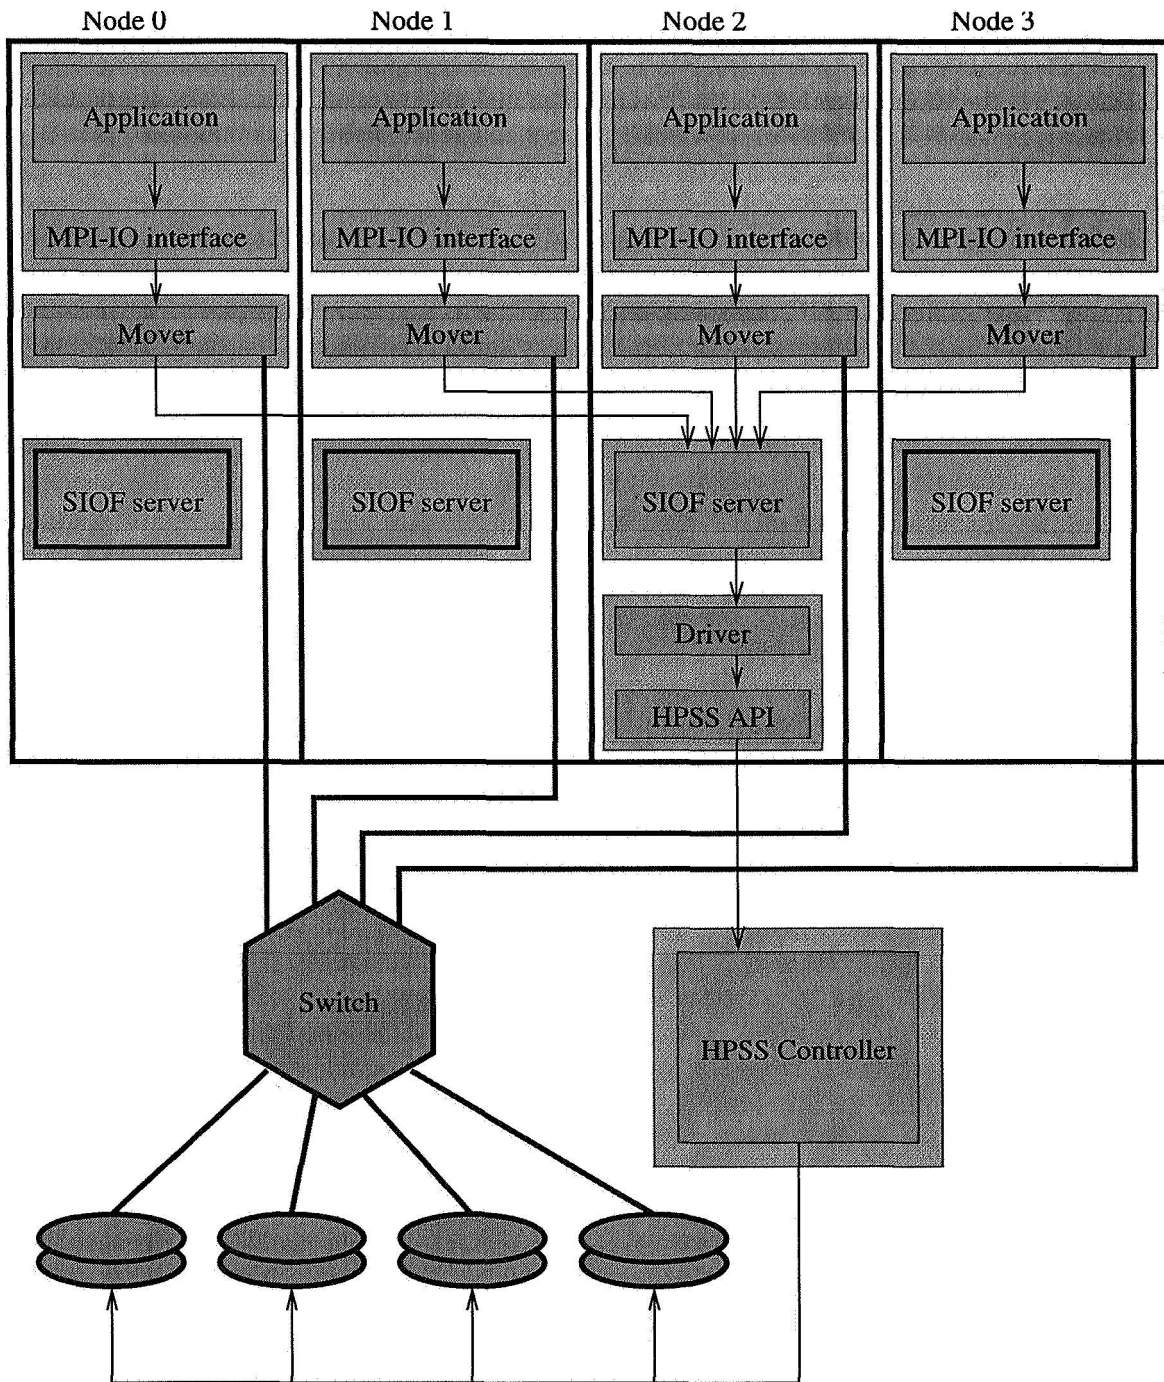 Node 0 Node 1 Node 2 Node 3
Application Application Application Application
MPI-IO interface MPI-IO interface MPI-IO interface MPI-IO interface
Mover Mover Mover Mover
SIOF server SIOF server SIOF server SIOF server
Driver
HPSS API
Switch
HPSS Controller